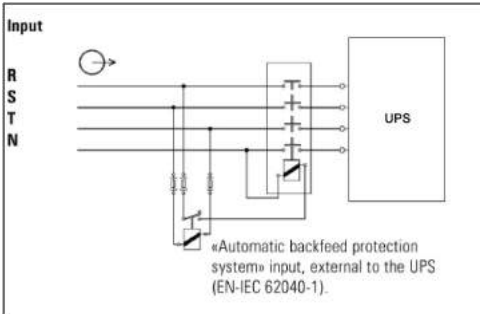 Input
R
S
T
N
UPS
«Automatic backfeed protection
system» input, external to the UPS
(EN-IEC 62040-1).